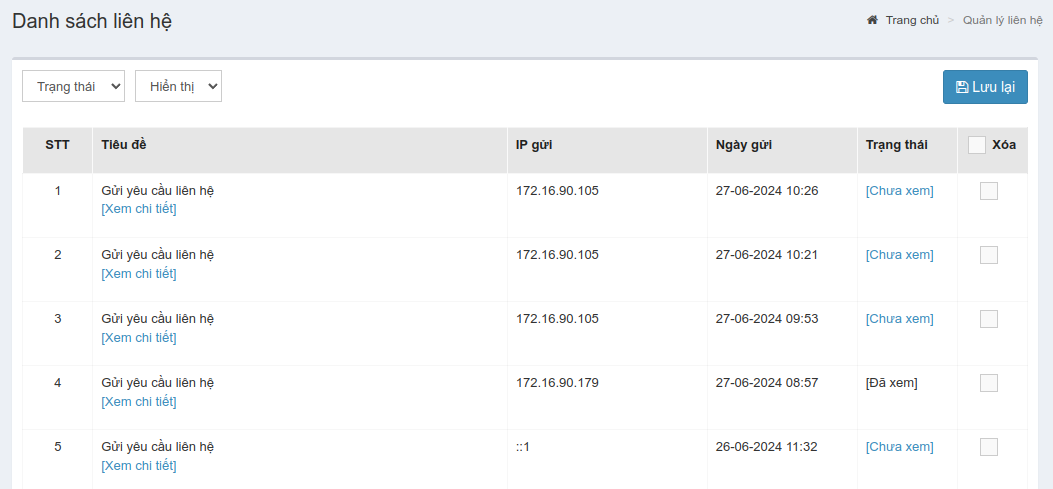 Danh sách liên hệ
Trang chủ > Quản lý liên hệ
Trạng thái Hiển thị Lưu lại
STT Tiêu đề IP gửi Ngày gửi Trạng thái Xóa
1 Gửi yêu cầu liên hệ 172.16.90.105 27-06-2024 10:26 [Chưa xem]
[Xem chi tiết]
2 Gửi yêu cầu liên hệ 172.16.90.105 27-06-2024 10:21 [Chưa xem]
[Xem chi tiết]
3 Gửi yêu cầu liên hệ 172.16.90.105 27-06-2024 09:53 [Chưa xem]
[Xem chi tiết]
4 Gửi yêu cầu liên hệ 172.16.90.179 27-06-2024 08:57 [Đã xem]
[Xem chi tiết]
5 Gửi yêu cầu liên hệ ::1 26-06-2024 11:32 [Chưa xem]
[Xem chi tiết]